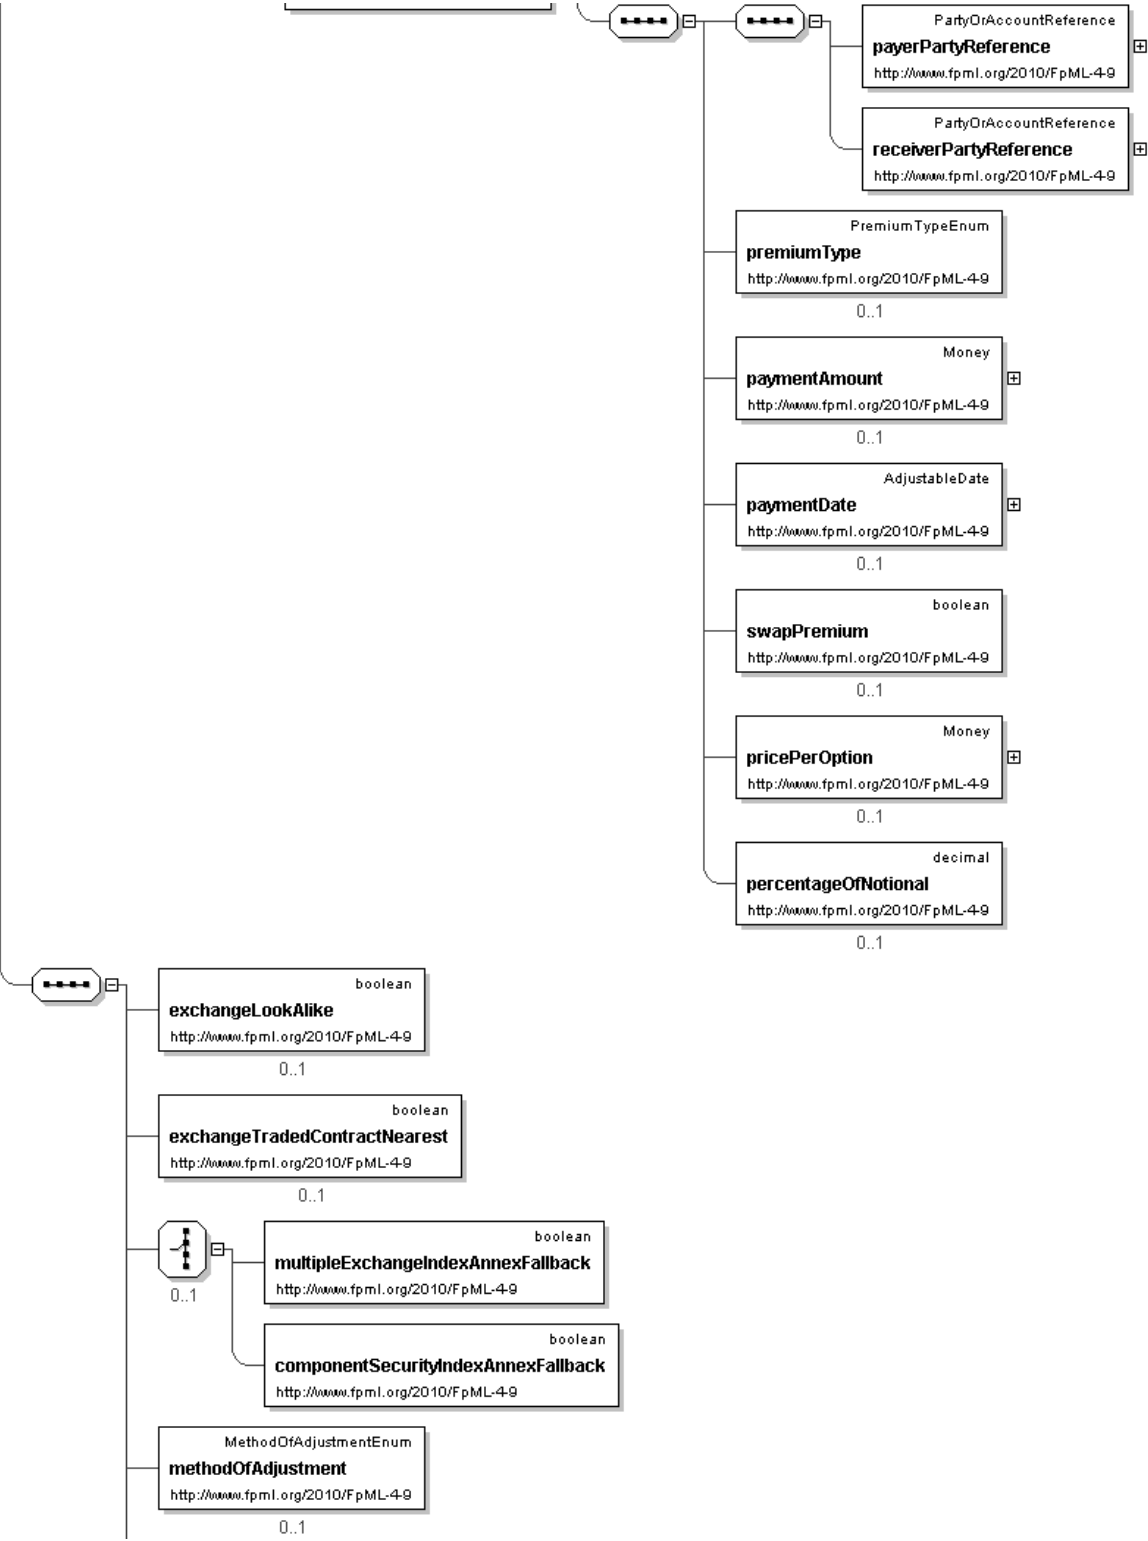 PartyOrAccountReference
payerPartyReference
http://www.fpml.org/2010/FpML-4-9
PartyOrAccountReference
receiverPartyReference
http://www.fpml.org/2010/FpML-4-9
PremiumTypeEnum
premiumType
http://www.fpml.org/2010/FpML-4-9
0..1
Money
paymentAmount
http://www.fpml.org/2010/FpML-4-9
0..1
AdjustableDate
paymentDate
http://www.fpml.org/2010/FpML-4-9
0..1
boolean
swapPremium
http://www.fpml.org/2010/FpML-4-9
0..1
Money
pricePerOption
http://www.fpml.org/2010/FpML-4-9
0..1
decimal
percentageOfNotional
http://www.fpml.org/2010/FpML-4-9
0..1
boolean
exchangeLookAlike
http://www.fpml.org/2010/FpML-4-9
0..1
boolean
exchangeTradedContractNearest
http://www.fpml.org/2010/FpML-4-9
0..1
boolean
multipleExchangeIndexAnnexFallback
http://www.fpml.org/2010/FpML-4-9
0..1
boolean
componentSecurityIndexAnnexFallback
http://www.fpml.org/2010/FpML-4-9
MethodOfAdjustmentEnum
methodOfAdjustment
http://www.fpml.org/2010/FpML-4-9
0..1